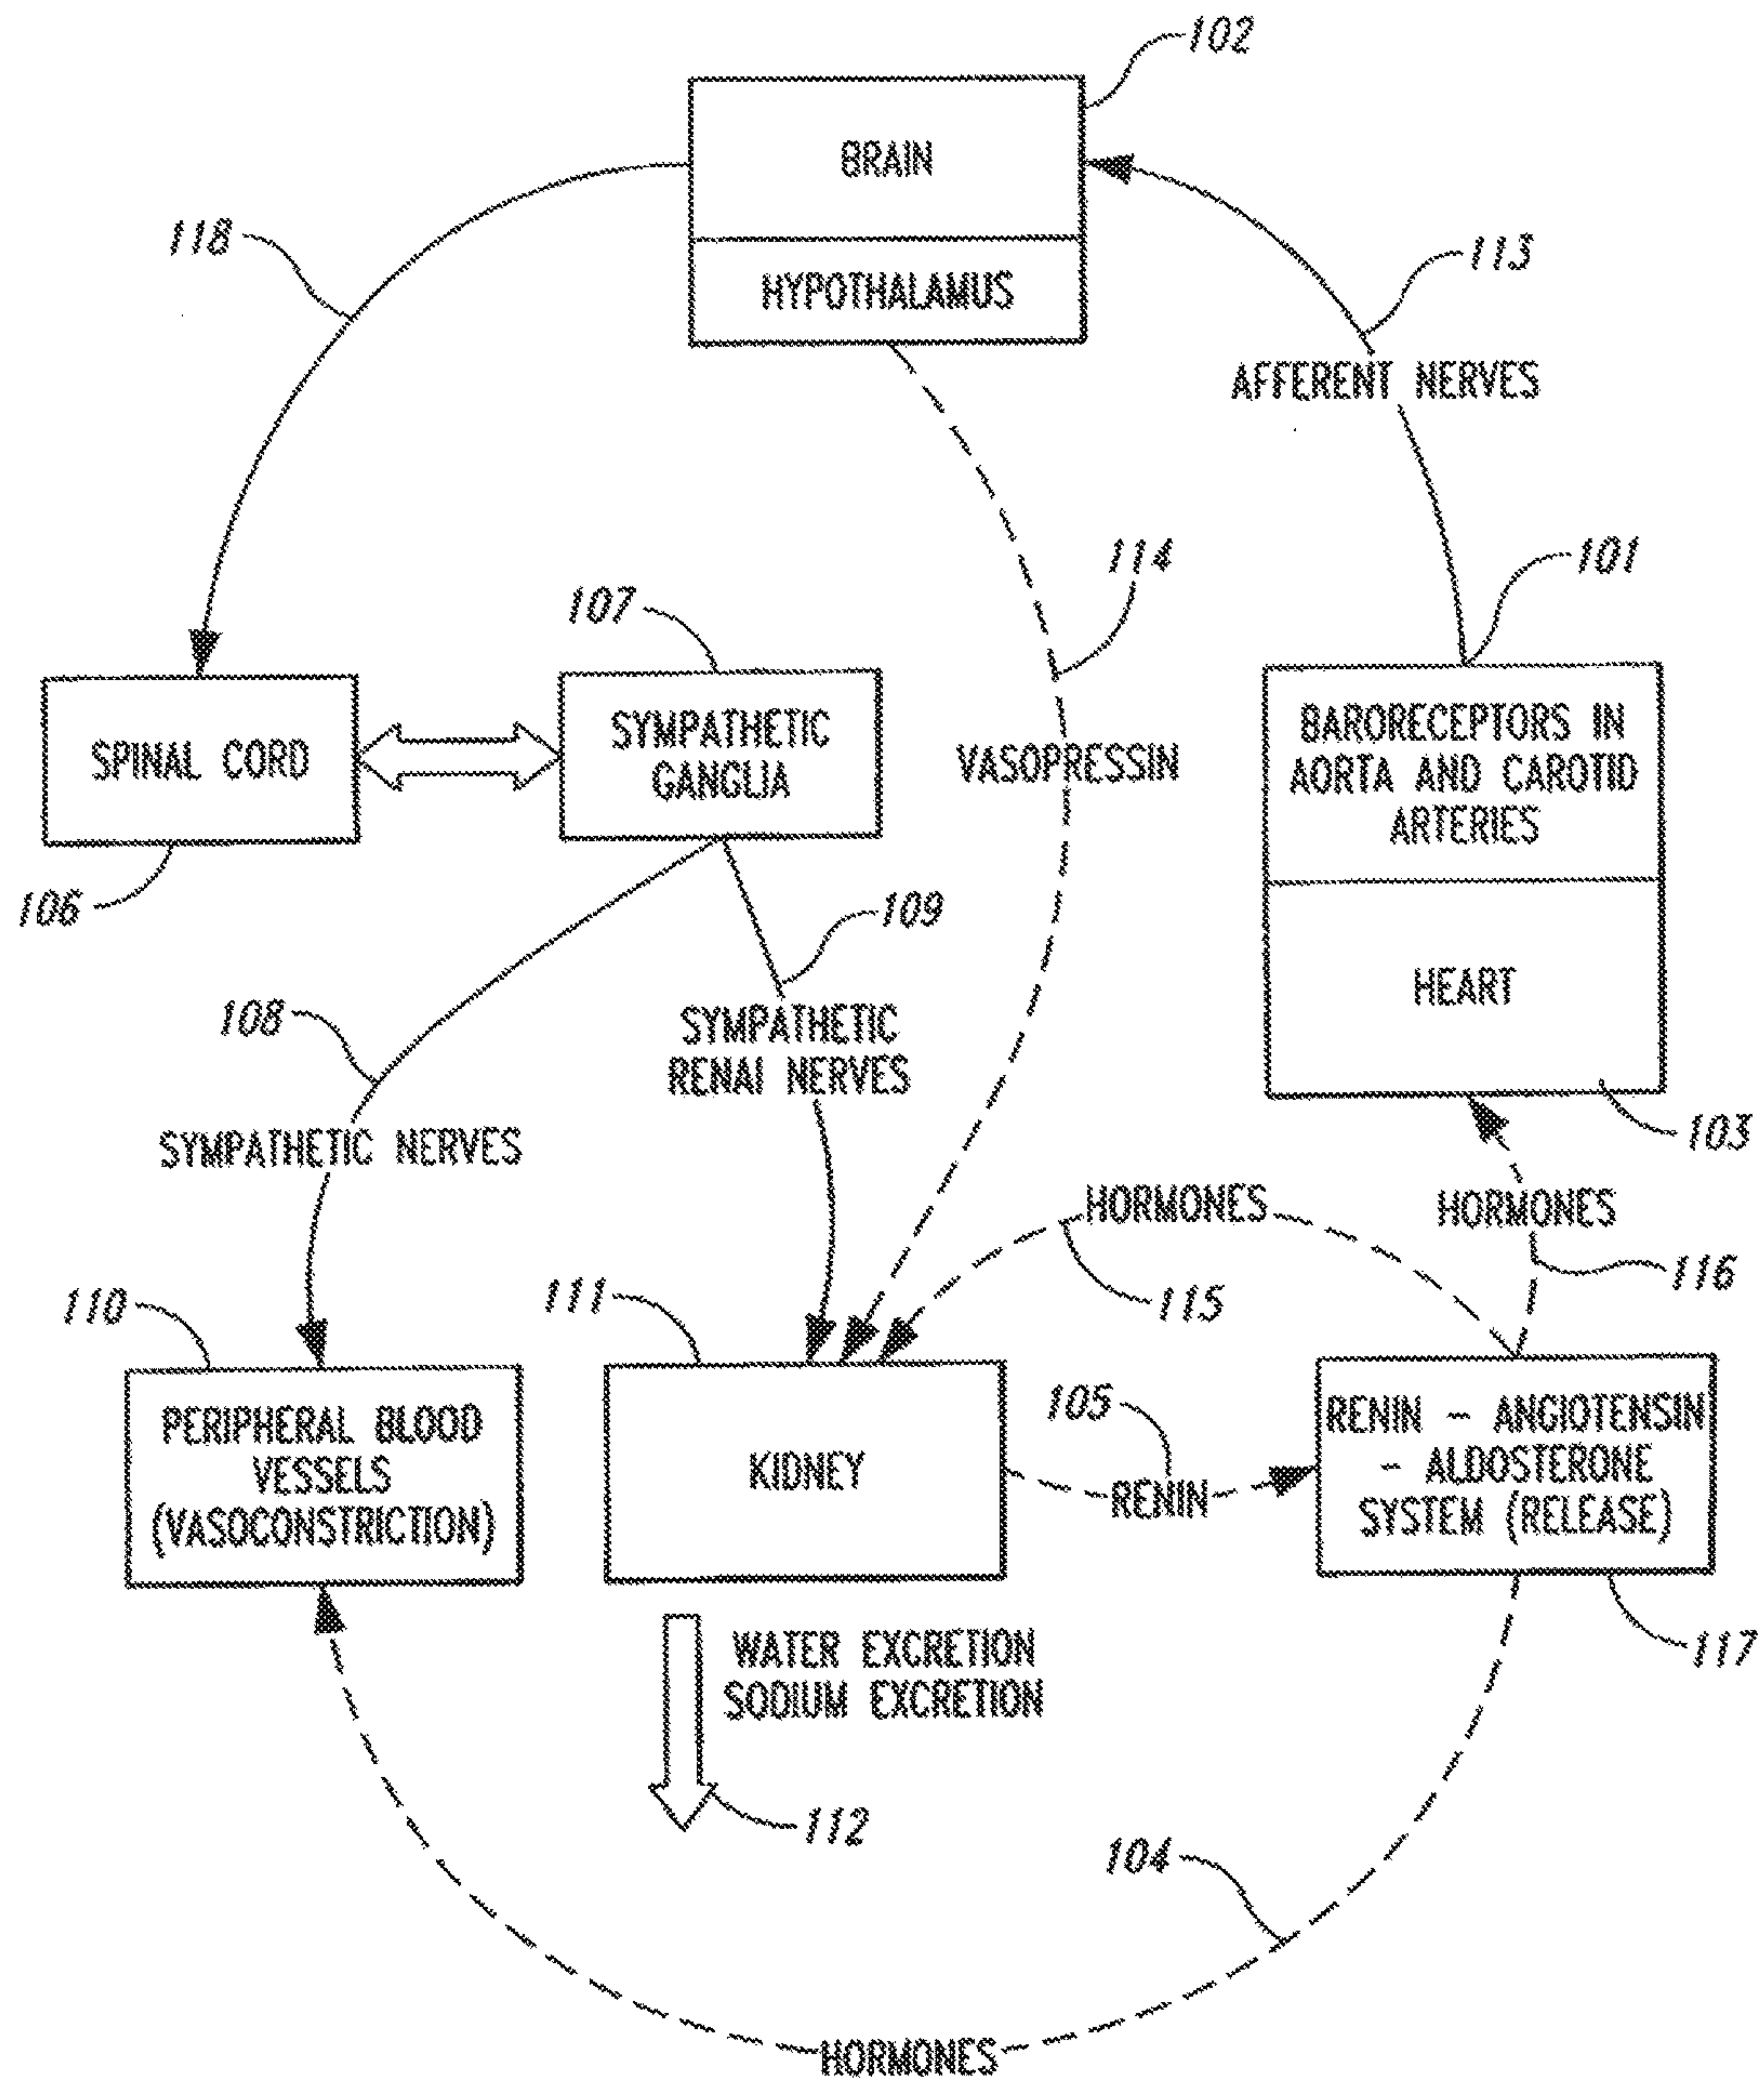 102
BRAIN
118
113
HYPOTHALAMUS
AFFERENT NERVES
114
101
107
SPINAL CORD
SYMPATHETIC
GANGLIA
VASOPRESSIN
BARORECEPTORS IN
AORTA AND CAROTID
ARTERIES
106
109
HEART
108
SYMPATHETIC
RENAI NERVES
SYMPATHETIC NERVES
103
HORMONES
HORMONES
116
110
111
115
105
PERIPHERAL BLOOD
VESSELS
(VASOCONSTRICTION)
KIDNEY
RENIN
RENIN - ANGIOTENSIN
- ALDOSTERONE
SYSTEM (RELEASE)
WATER EXCRETION
SODIUM EXCRETION
117
112
104
HORMONES